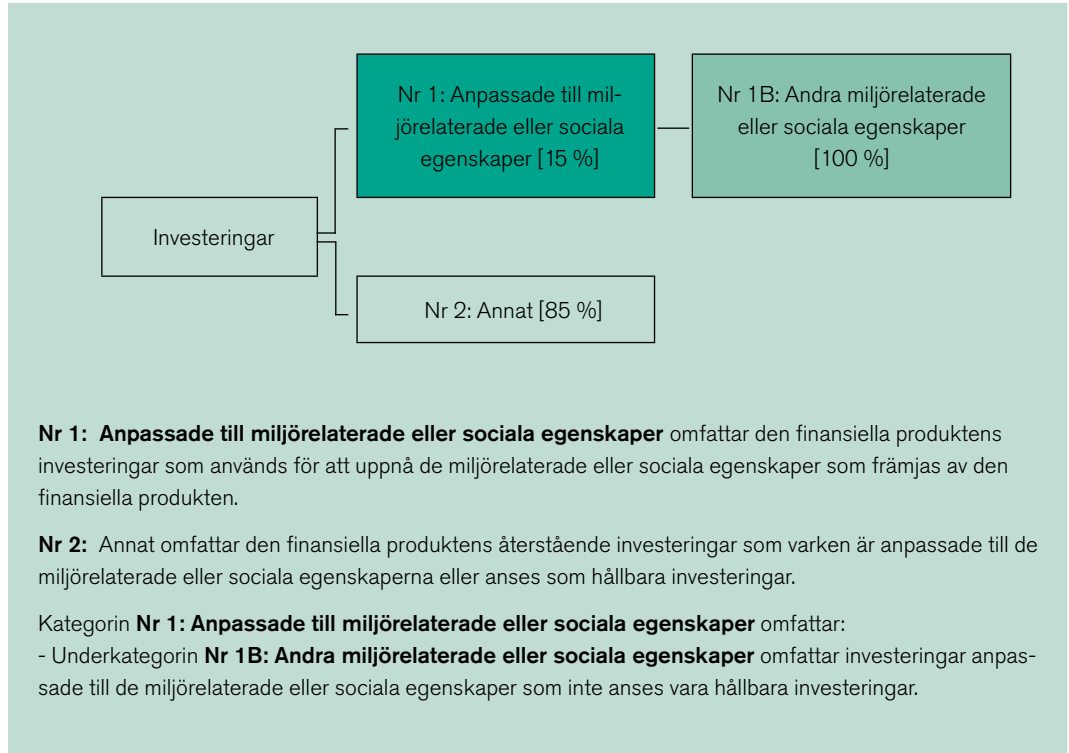 Nr 1: Anpassade till mil-
jörelaterade eller sociala
egenskaper [15 %]
Nr 1B: Andra miljörelaterade
eller sociala egenskaper
[100 %]
Investeringar
Nr 2: Annat [85 %]
Nr 1: Anpassade till miljörelaterade eller sociala egenskaper omfattar den finansiella produktens
investeringar som används för att uppnå de miljörelaterade eller sociala egenskaper som främjas av den
finansiella produkten.
Nr 2: Annat omfattar den finansiella produktens återstående investeringar som varken är anpassade till de
miljörelaterade eller sociala egenskaperna eller anses som hållbara investeringar.
Kategorin Nr 1: Anpassade till miljörelaterade eller sociala egenskaper omfattar:
- Underkategorin Nr 1B: Andra miljörelaterade eller sociala egenskaper omfattar investeringar anpas-
sade till de miljörelaterade eller sociala egenskaper som inte anses vara hållbara investeringar.